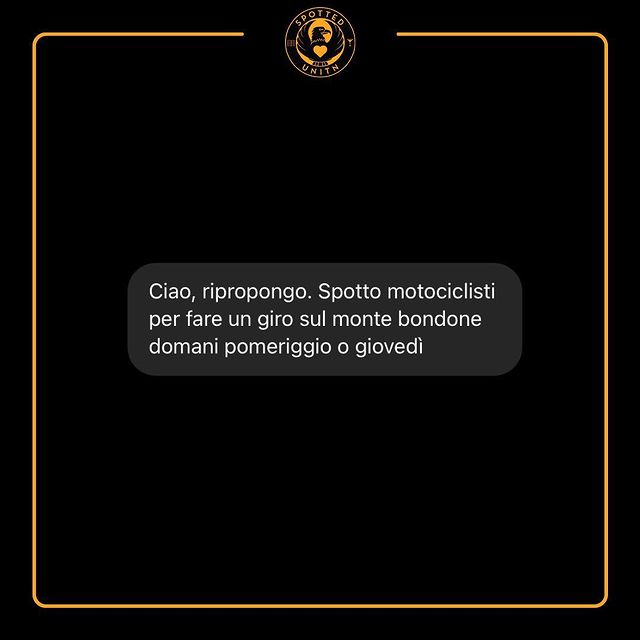 SPOTTED
UNITN
Ciao, ripropongo. Spotto motociclisti
per fare un giro sul monte bondone
domani pomeriggio o giovedì